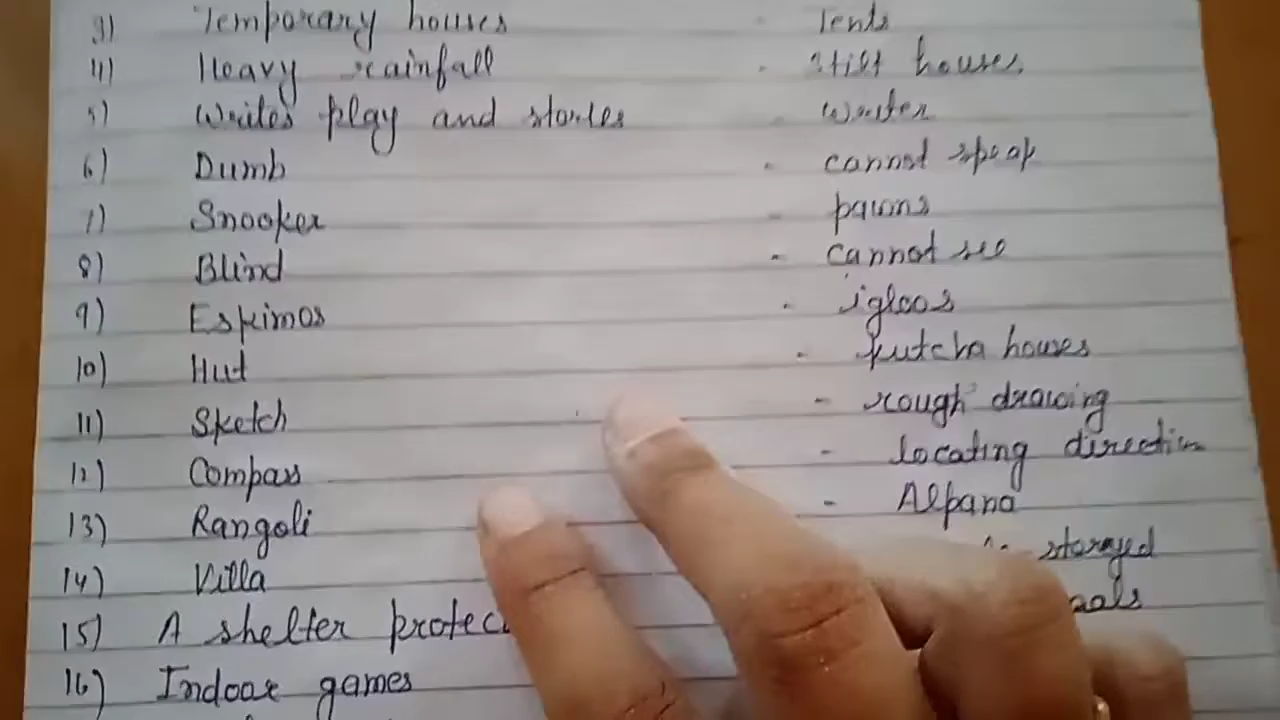 3) Temporary houses - Tents
4) Heavy rainfall - stilt houses.
5) Writes play and stories - writer
6) Dumb - cannot speak
7) Snooker - pawns
8) Blind - cannot see
9) Eskimos - igloos
10) Hut - kutcha houses
11) Sketch - rough drawing
12) Compass - locating direction
13) Rangoli - Alpana
14) Villa storeyed
15) A shelter protec
16) Indoor games